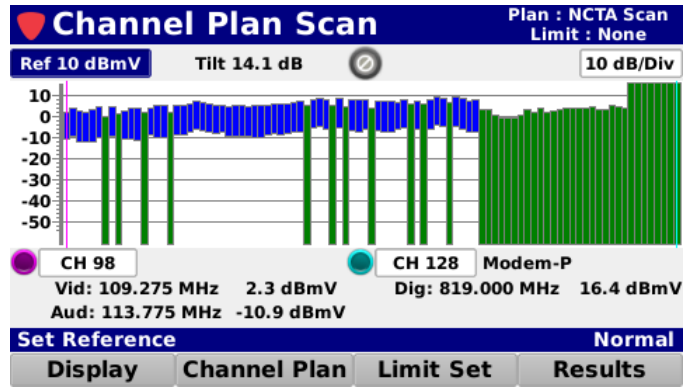 Channel Plan Scan
Plan : NCTA Scan
Limit : None
Ref 10 dBmV
Tilt 14.1 dB
10 dB/Div
10
0
-10
-20
-30
-40
-50
CH 98
CH 128
Modem-P
Vid: 109.275 MHz 2.3 dBmV
Dig: 819.000 MHz 16.4 dBmV
Aud: 113.775 MHz -10.9 dBmV
Set Reference
Normal
Display
Channel Plan
Limit Set
Results